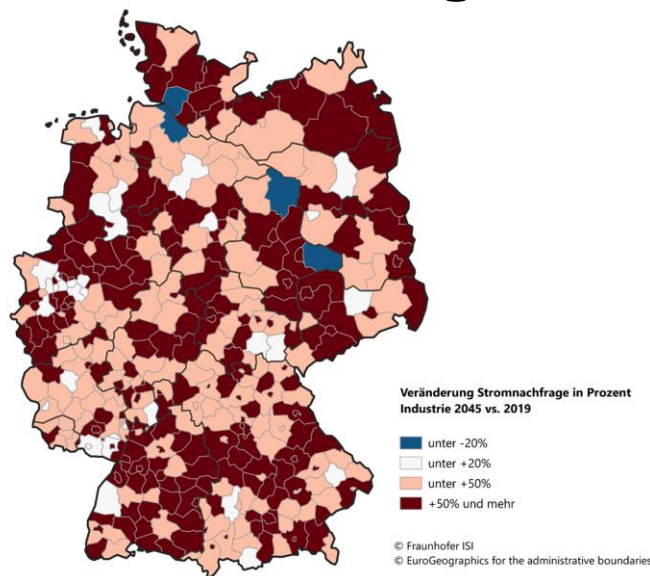 Veränderung Stromnachfrage in Prozent
Industrie 2045 vs. 2019
unter -20%
unter +20%
unter +50%
+50% und mehr
© Fraunhofer ISI
© EuroGeographics for the administrative boundaries